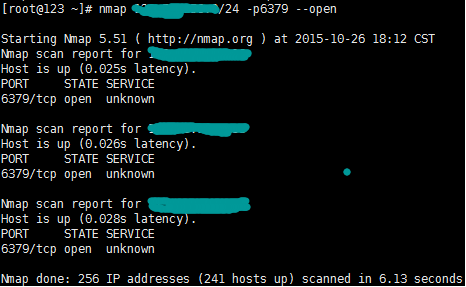 [root@123 ~]# nmap /24 -p6379 --open
Starting Nmap 5.51 ( http://nmap.org ) at 2015-10-26 18:12 CST
Nmap scan report for
Host is up (0.025s latency).
PORT STATE SERVICE
6379/tcp open unknown
Nmap scan report for
Host is up (0.026s latency).
PORT STATE SERVICE
6379/tcp open unknown
Nmap scan report for
Host is up (0.028s latency).
PORT STATE SERVICE
6379/tcp open unknown
Nmap done: 256 IP addresses (241 hosts up) scanned in 6.13 seconds